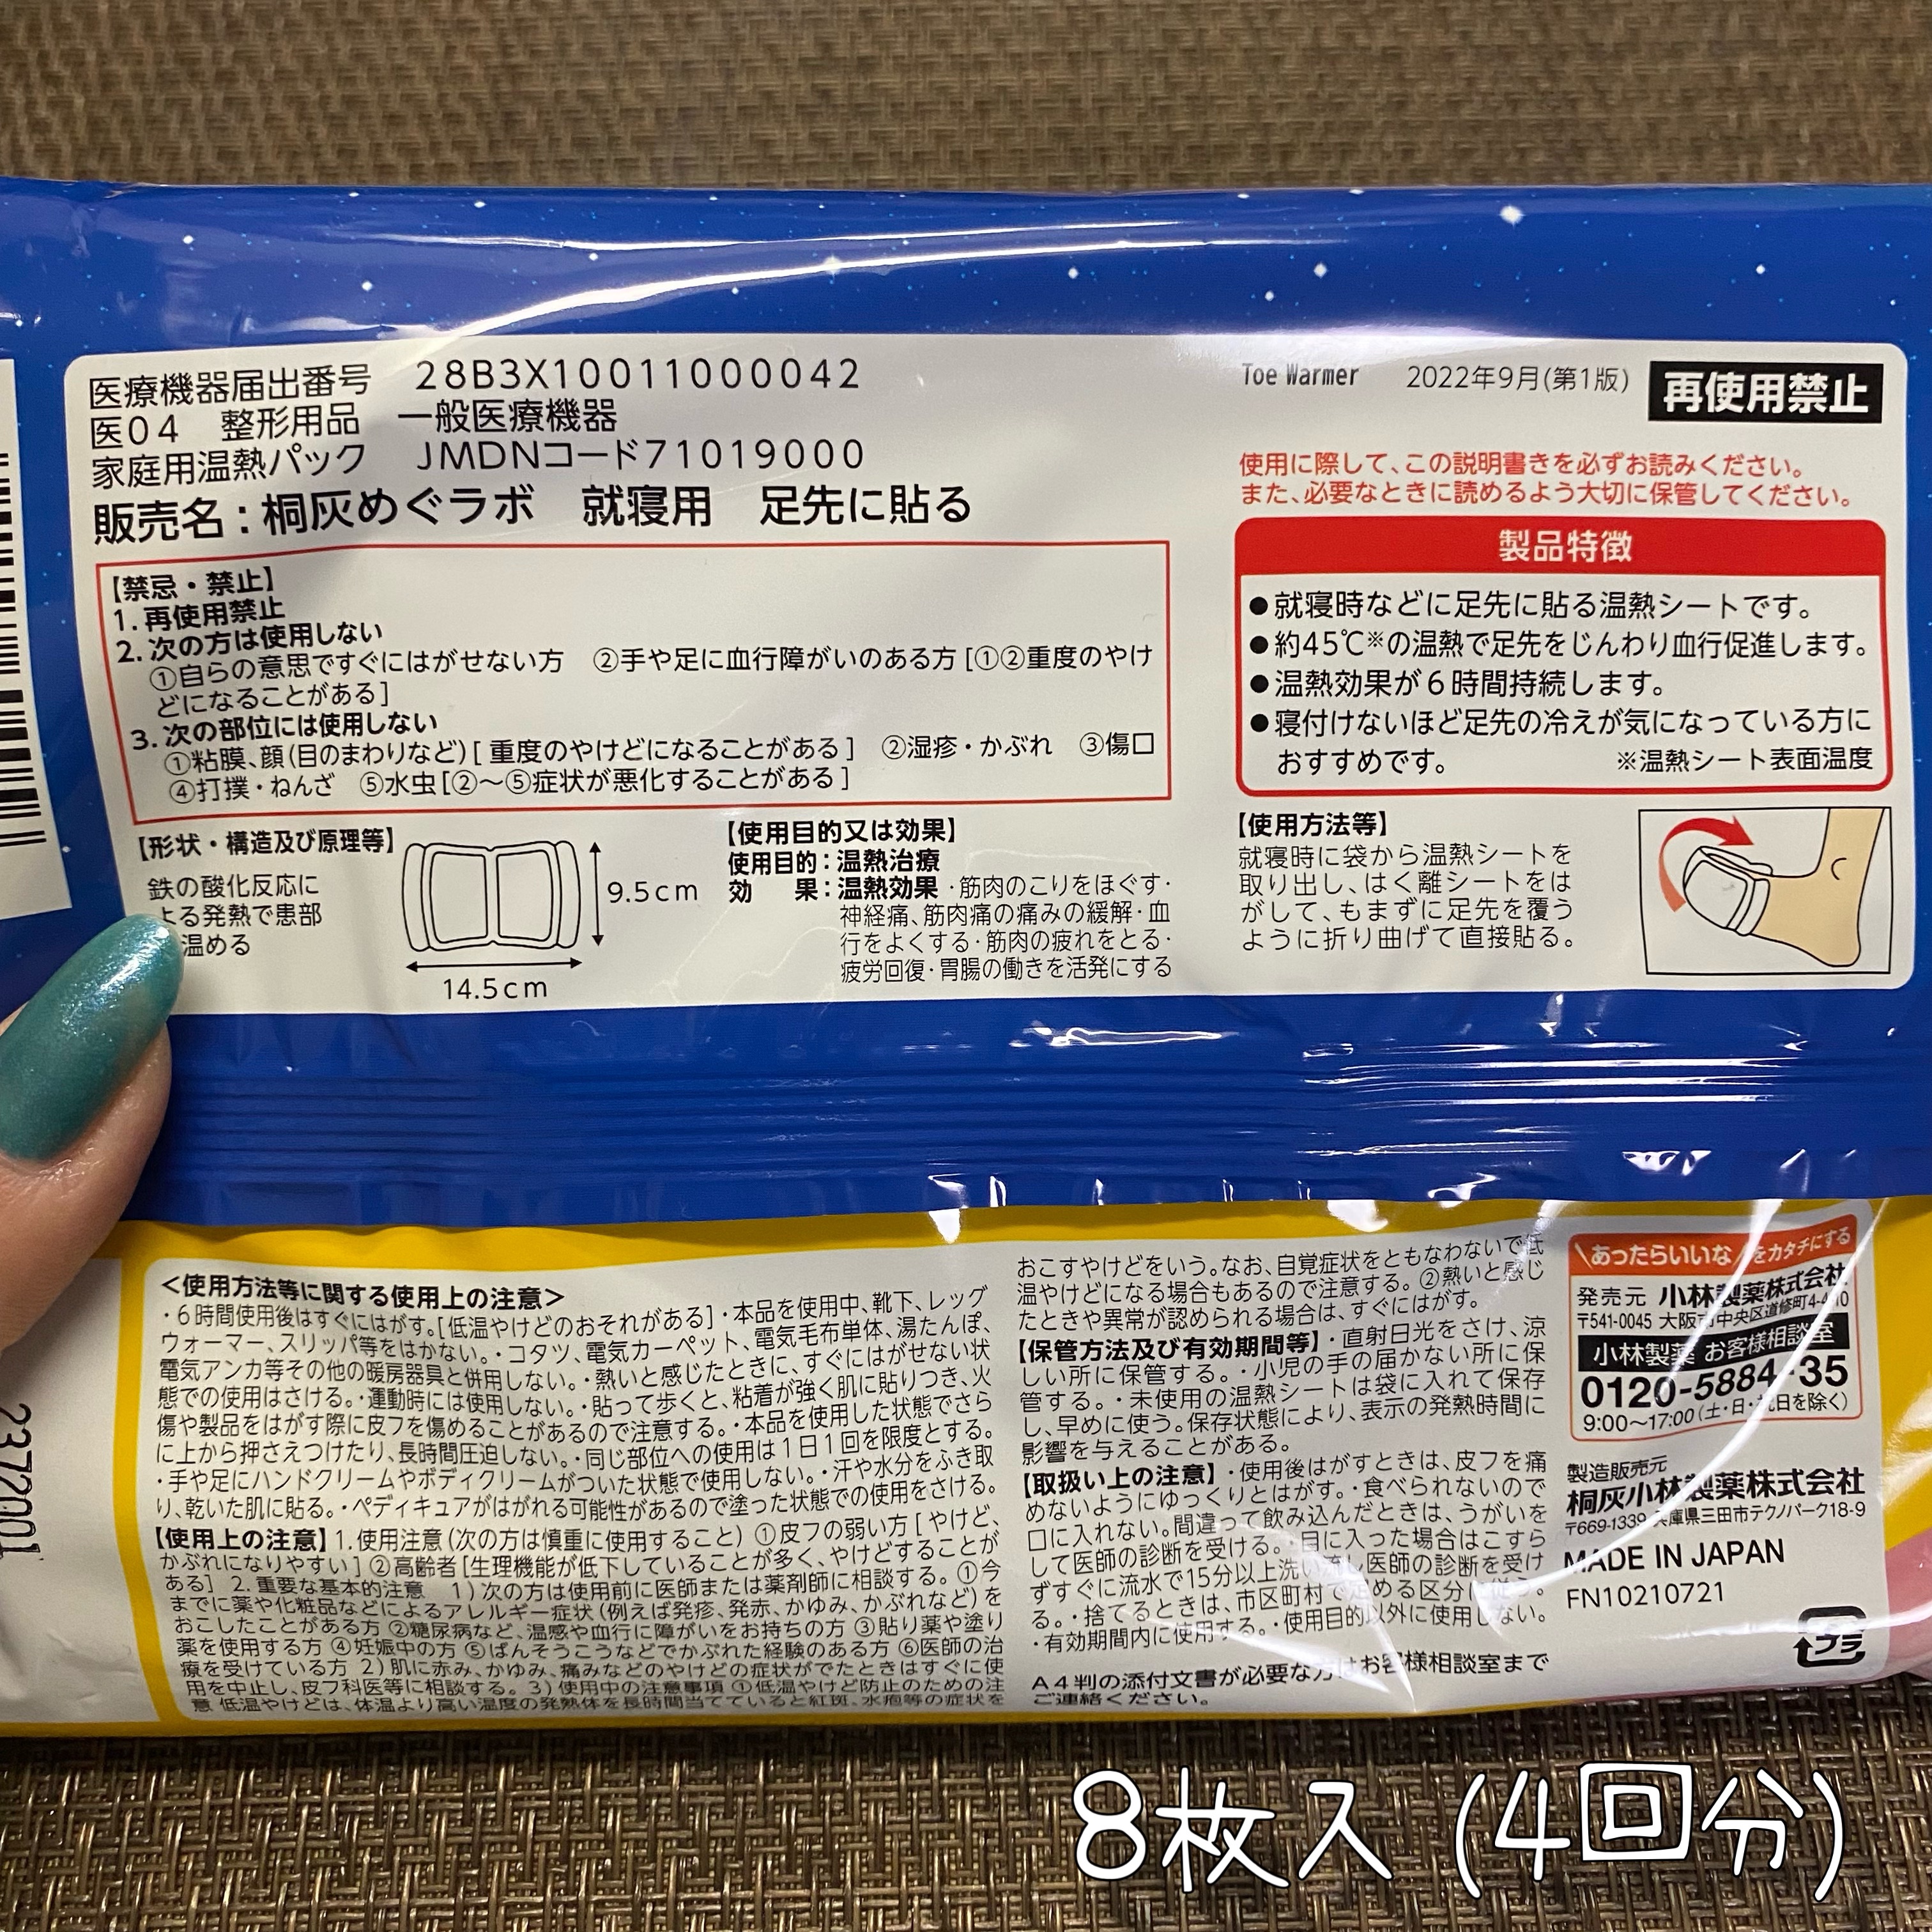 医療機器届出番号　28B3X10011000042
医04　整形用品　一般医療機器
家庭用温熱パック　JMDNコード71019000
販売名：桐灰めぐラボ　就寝用　足先に貼る
【禁忌・禁止】
1. 再使用禁止
2. 次の方は使用しない
①自らの意思ですぐにはがせない方　②手や足に血行障がいのある方 [①②重度のやけ
どになることがある]
3. 次の部位には使用しない
①粘膜、顔(目のまわりなど) [ 重度のやけどになることがある ]　②湿疹・かぶれ　③傷口
④打撲・ねんざ　⑤水虫 [②～⑤症状が悪化することがある ]
【形状・構造及び原理等】
鉄の酸化反応に
よる発熱で患部
温める
9.5cm
14.5cm
【使用目的又は効果】
使用目的：温熱治療
効　果：温熱効果 ・筋肉のこりをほぐす・
神経痛、筋肉痛の痛みの緩解・血
行をよくする・筋肉の疲れをとる・
疲労回復・胃腸の働きを活発にする
Toe Warmer　2022年9月(第1版)　再使用禁止
使用に際して、この説明書きを必ずお読みください。
また、必要なときに読めるよう大切に保管してください。
製品特徴
●就寝時などに足先に貼る温熱シートです。
●約45℃※の温熱で足先をじんわり血行促進します。
●温熱効果が6時間持続します。
●寝付けないほど足先の冷えが気になっている方に
おすすめです。　※温熱シート表面温度
【使用方法等】
就寝時に袋から温熱シートを
取り出し、はく離シートをは
がして、もまずに足先を覆う
ように折り曲げて直接貼る。
＜使用方法等に関する使用上の注意＞
・6時間使用後はすぐにはがす。[低温やけどのおそれがある]・本品を使用中、靴下、レッグ
ウォーマー、スリッパ等をはかない。・コタツ、電気カーペット、電気毛布単体、湯たんぽ、
電気アンカ等その他の暖房器具と併用しない。・熱いと感じたときに、すぐにはがせない状
態での使用はさける。・運動時には使用しない。・貼って歩くと、粘着が強く肌に貼りつき、火
傷や製品をはがす際に皮フを傷めることがあるので注意する。・本品を使用した状態でさら
に上から押さえつけたり、長時間圧迫しない。・同じ部位への使用は1日1回を限度とする。
・手や足にハンドクリームやボディクリームがついた状態で使用しない。・汗や水分をふき取
り、乾いた肌に貼る。・ペディキュアがはがれる可能性があるので塗った状態での使用をさける。
【使用上の注意】1. 使用注意 (次の方は慎重に使用すること) ①皮フの弱い方 [ やけど、
かぶれになりやすい ] ②高齢者 [生理機能が低下していることが多く、やけどすることが
ある]　2. 重要な基本的注意　1) 次の方は使用前に医師または薬剤師に相談する。①今
までに薬や化粧品などによるアレルギー症状 (例えば発疹、発赤、かゆみ、かぶれなど) を
おこしたことがある方 ②糖尿病など、温感や血行に障がいをお持ちの方 ③貼り薬や塗り
薬を使用する方 ④妊娠中の方 ⑤ばんそうこうなどでかぶれた経験のある方 ⑥医師の治
療を受けている方 2) 肌に赤み、かゆみ、痛みなどのやけどの症状がでたときはすぐに使
用を中止し、皮フ科医等に相談する。3) 使用中の注意事項 ①低温やけど防止のための注
意 低温やけどは、体温より高い温度の発熱体を長時間当てていると紅斑、水疱等の症状を
おこすやけどをいう。なお、自覚症状をともなわないで低
温やけどになる場合もあるので注意する。②熱いと感じ
たときや異常が認められる場合は、すぐにはがす。
【保管方法及び有効期間等】・直射日光をさけ、涼
しい所に保管する。・小児の手の届かない所に保
管する。・未使用の温熱シートは袋に入れて保存
し、早めに使う。保存状態により、表示の発熱時間に
影響を与えることがある。
【取扱い上の注意】・使用後はがすときは、皮フを痛
めないようにゆっくりとはがす。・食べられないので
口に入れない。間違って飲み込んだときは、うがいを
して医師の診断を受ける。・目に入った場合はこすら
ずすぐに流水で15分以上洗い流し医師の診断を受け
る。・捨てるときは、市区町村で定める区分に従う。
・有効期間内に使用する。・使用目的以外に使用しない。
A4判の添付文書が必要な方はお客様相談室まで
ご連絡ください。
あったらいいなをカタチにする
発売元　小林製薬株式会社
〒541-0045 大阪市中央区道修町4-4-10
小林製薬 お客様相談室
0120-5884-35
9:00～17:00 (土・日・祝日を除く)
製造販売元
桐灰小林製薬株式会社
〒669-1339 兵庫県三田市テクノパーク18-9
MADE IN JAPAN
FN10210721
プラ
2372001
8枚入 (4回分)